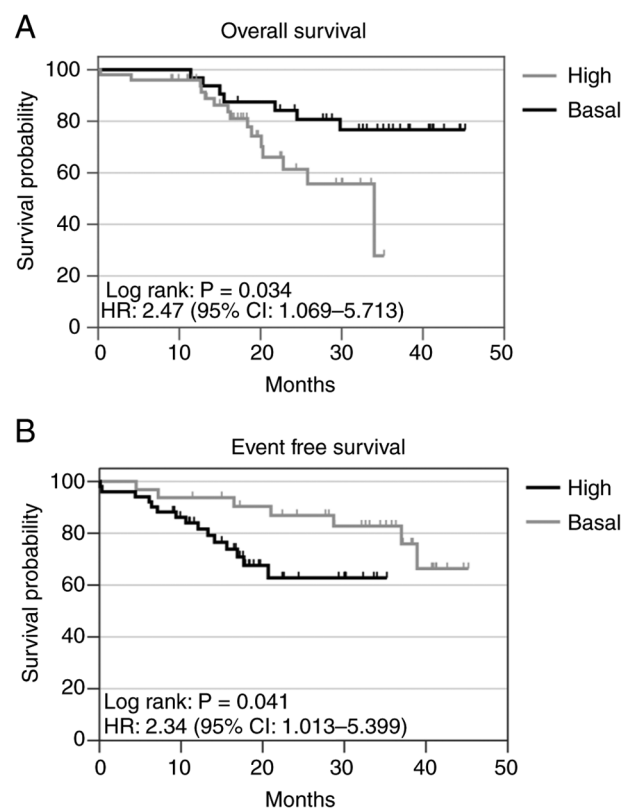 A
Overall survival
100
80
60
40
20
0
Survival probability
High
Basal
Log rank: P = 0.034
HR: 2.47 (95% CI: 1.069–5.713)
0 10 20 30 40 50
Months
B
Event free survival
100
80
60
40
20
0
Survival probability
High
Basal
Log rank: P = 0.041
HR: 2.34 (95% CI: 1.013–5.399)
0 10 20 30 40 50
Months